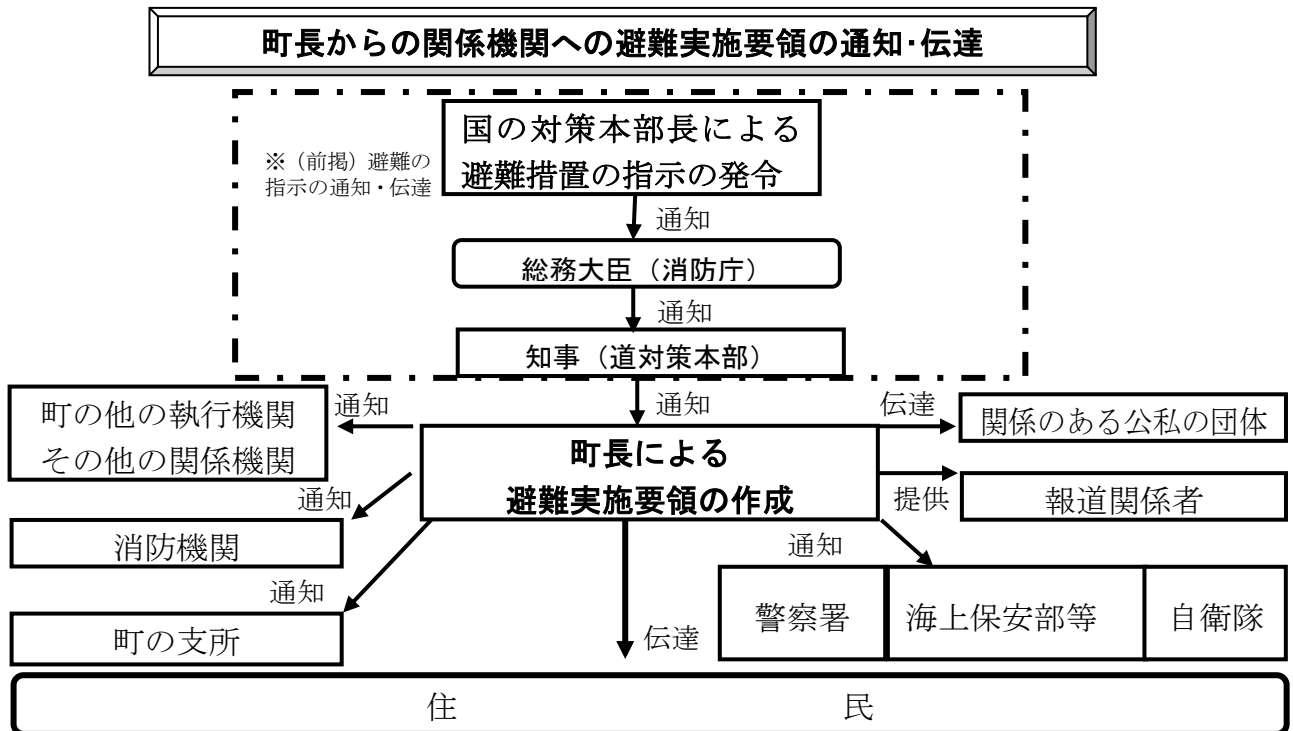 町長からの関係機関への避難実施要領の通知･伝達
国の対策本部長による
避難措置の指示の発令
※（前掲）避難の
指示の通知・伝達
通知
総務大臣（消防庁）
通知
知事（道対策本部）
通知
町の他の執行機関
その他の関係機関
通知
伝達
関係のある公私の団体
町長による
避難実施要領の作成
提供
報道関係者
通知
消防機関
通知
町の支所
通知
警察署
海上保安部等
自衛隊
伝達
住 民